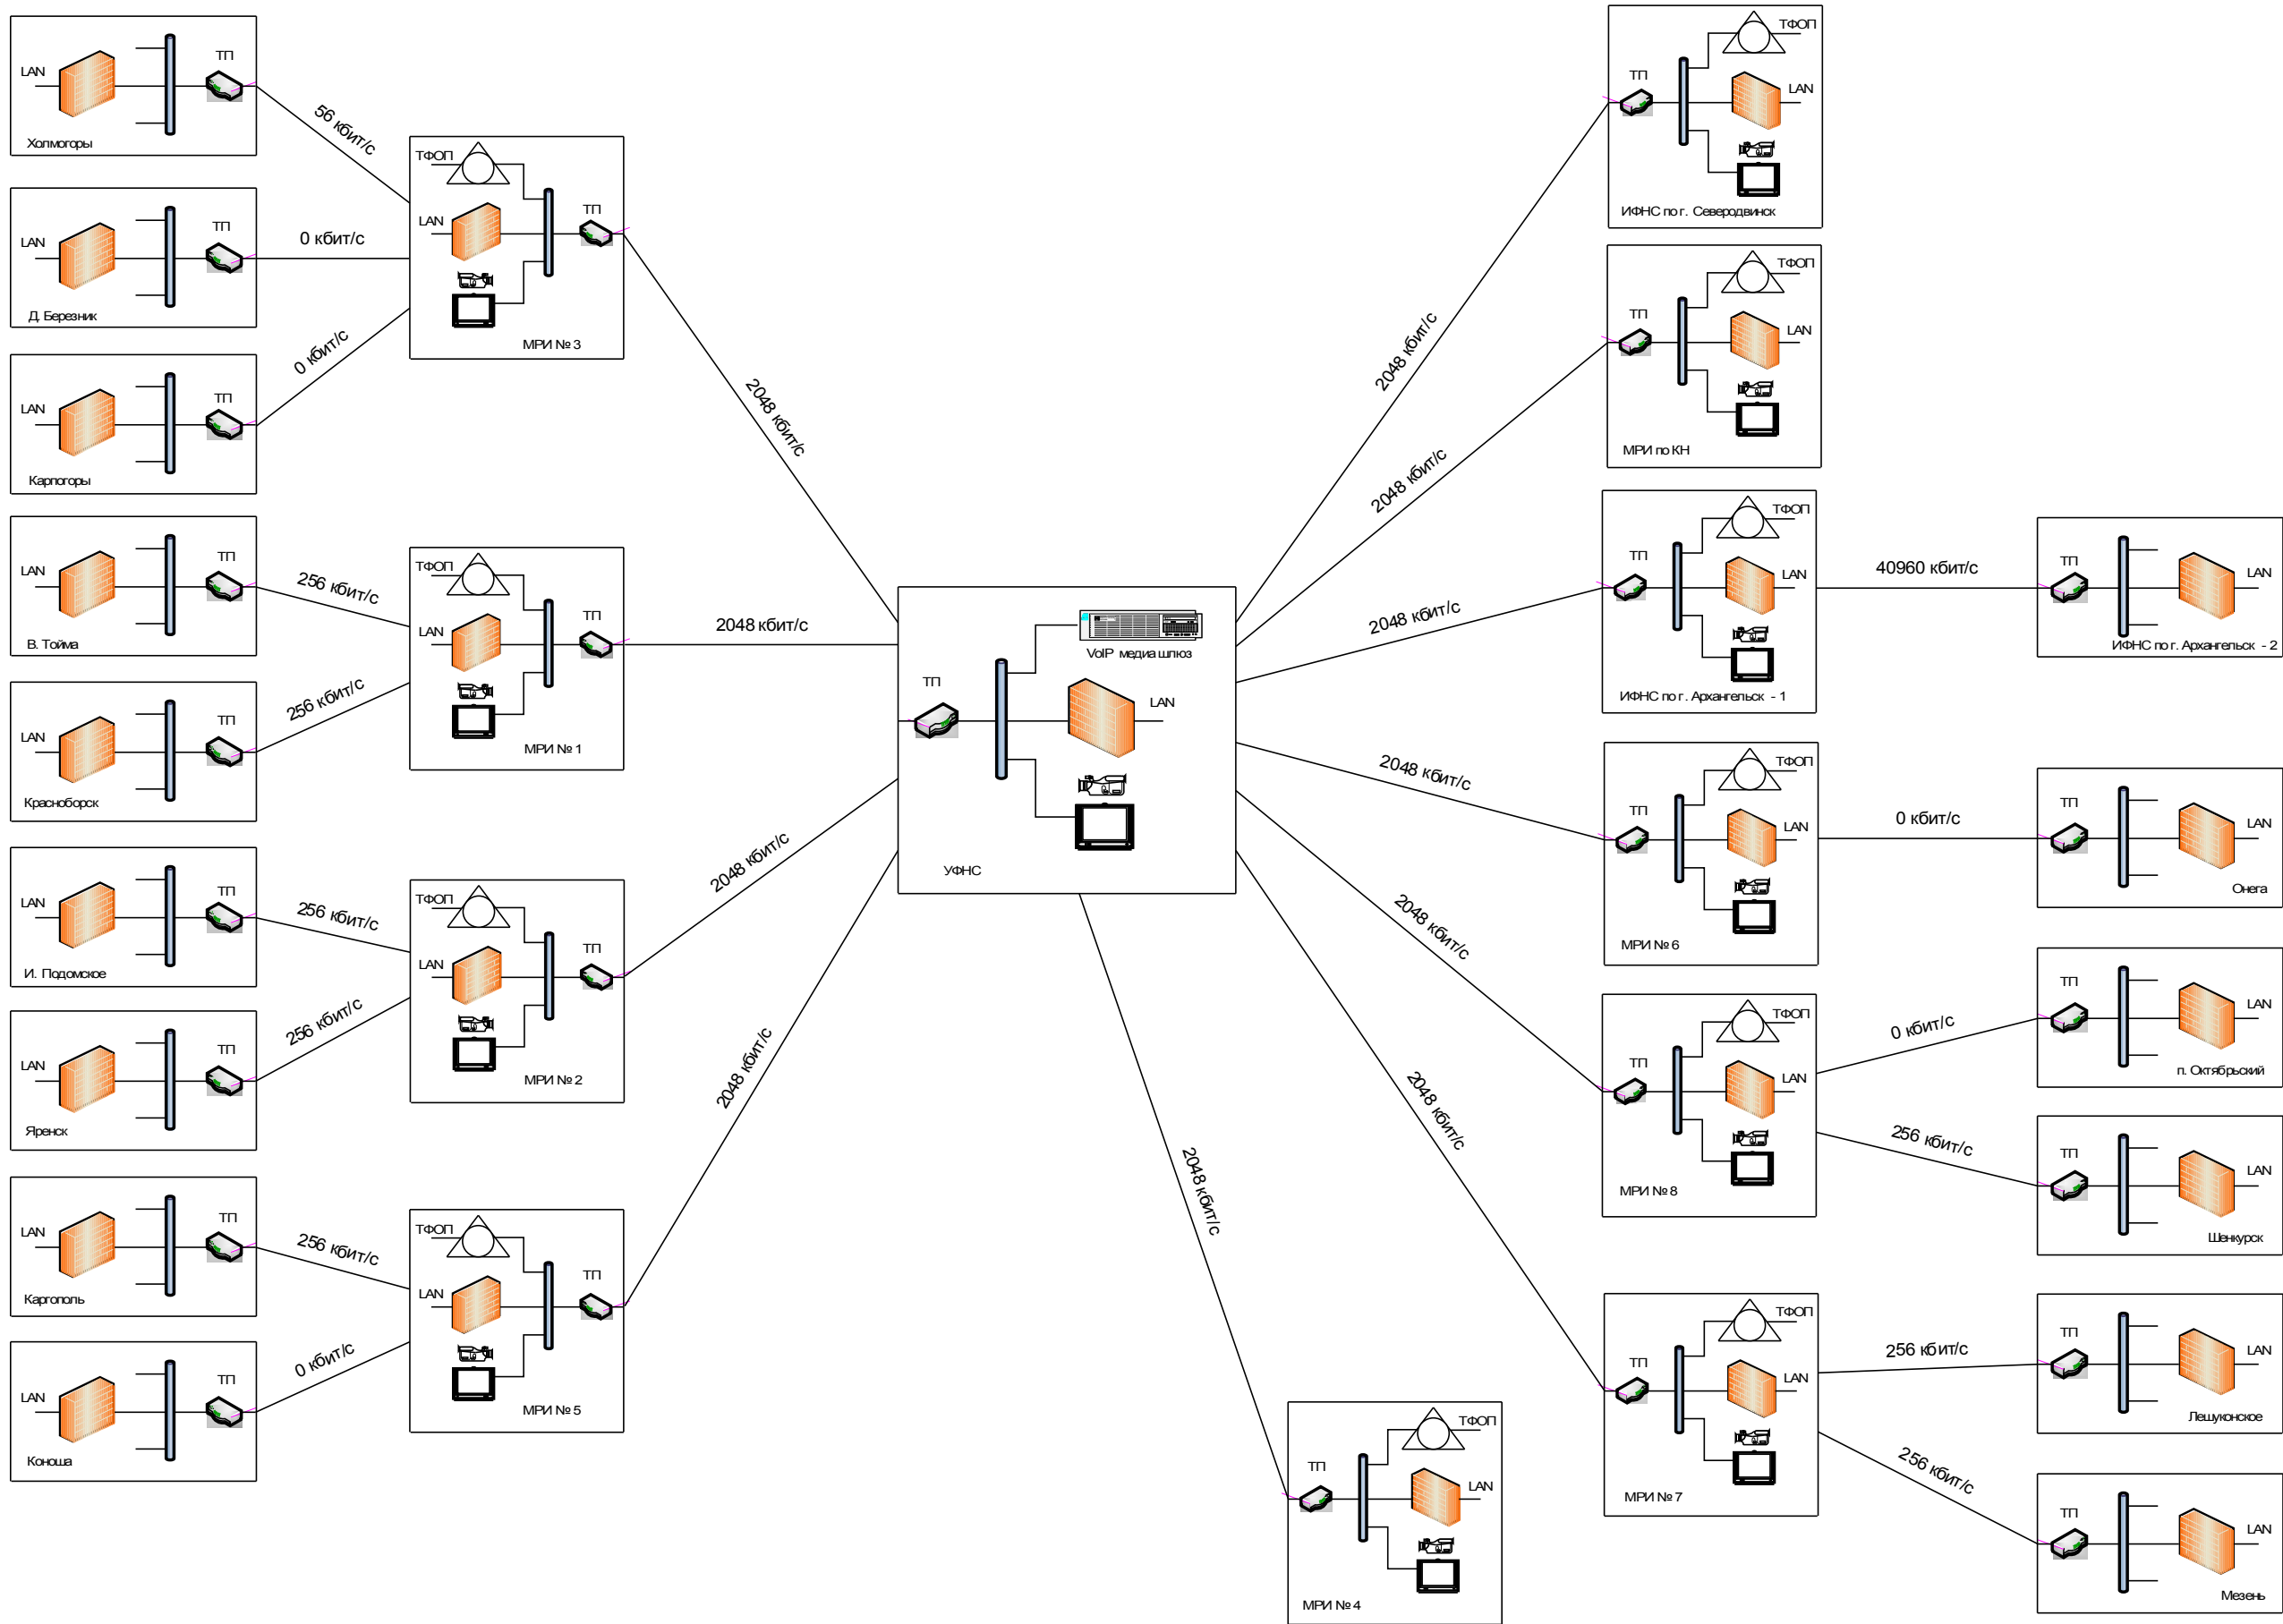 LAN
ТП
Холмогоры
56 кбит/с
LAN
ТП
Д. Березник
0 кбит/с
LAN
ТП
Карпогоры
0 кбит/с
ТФОП
LAN
ТП
МРИ № 3
2048 кбит/с
LAN
ТП
В. Тойма
256 кбит/с
LAN
ТП
Красноборск
256 кбит/с
ТФОП
LAN
ТП
МРИ № 1
2048 кбит/с
LAN
ТП
И. Подомское
256 кбит/с
LAN
ТП
Яренск
256 кбит/с
ТФОП
LAN
ТП
МРИ № 2
2048 кбит/с
LAN
ТП
Каргополь
256 кбит/с
LAN
ТП
Коноша
0 кбит/с
ТФОП
LAN
ТП
МРИ № 5
2048 кбит/с
VoIP медиа шлюз
ТП
LAN
УФНС
2048 кбит/с
ТФОП
ТП
LAN
ИФНС по г. Северодвинск
2048 кбит/с
ТФОП
ТП
LAN
МРИ по КН
2048 кбит/с
ТФОП
ТП
LAN
ИФНС по г. Архангельск - 1
40960 кбит/с
ТП
LAN
ИФНС по г. Архангельск - 2
2048 кбит/с
ТФОП
ТП
LAN
МРИ № 6
0 кбит/с
ТП
LAN
Онега
2048 кбит/с
ТФОП
ТП
LAN
МРИ № 8
0 кбит/с
ТП
LAN
п. Октябрьский
256 кбит/с
ТП
LAN
Шенкурск
2048 кбит/с
ТФОП
ТП
LAN
МРИ № 7
256 кбит/с
ТП
LAN
Лешуконское
256 кбит/с
ТП
LAN
Мезень
2048 кбит/с
ТФОП
ТП
LAN
МРИ № 4